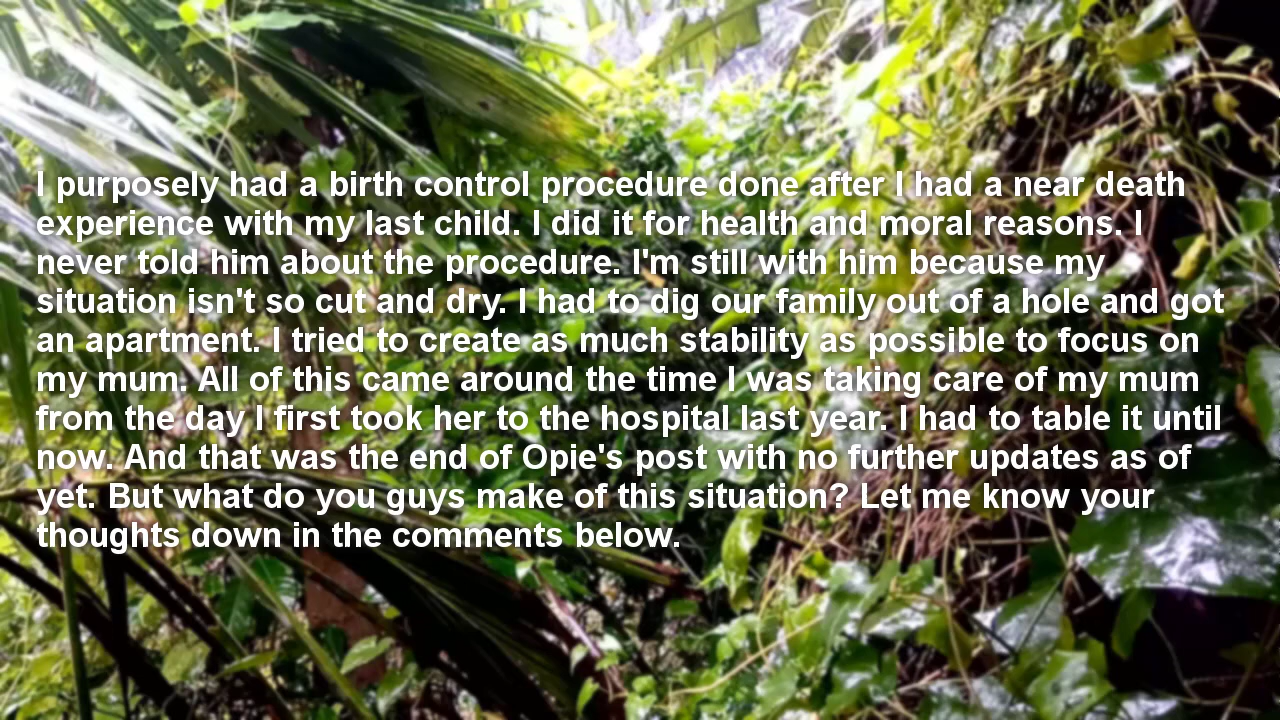 I purposely had a birth control procedure done after I had a near death
experience with my last child. I did it for health and moral reasons. I
never told him about the procedure. I'm still with him because my
situation isn't so cut and dry. I had to dig our family out of a hole and got
an apartment. I tried to create as much stability as possible to focus on
my mum. All of this came around the time I was taking care of my mum
from the day I first took her to the hospital last year. I had to table it until
now. And that was the end of Opie's post with no further updates as of
yet. But what do you guys make of this situation? Let me know your
thoughts down in the comments below.